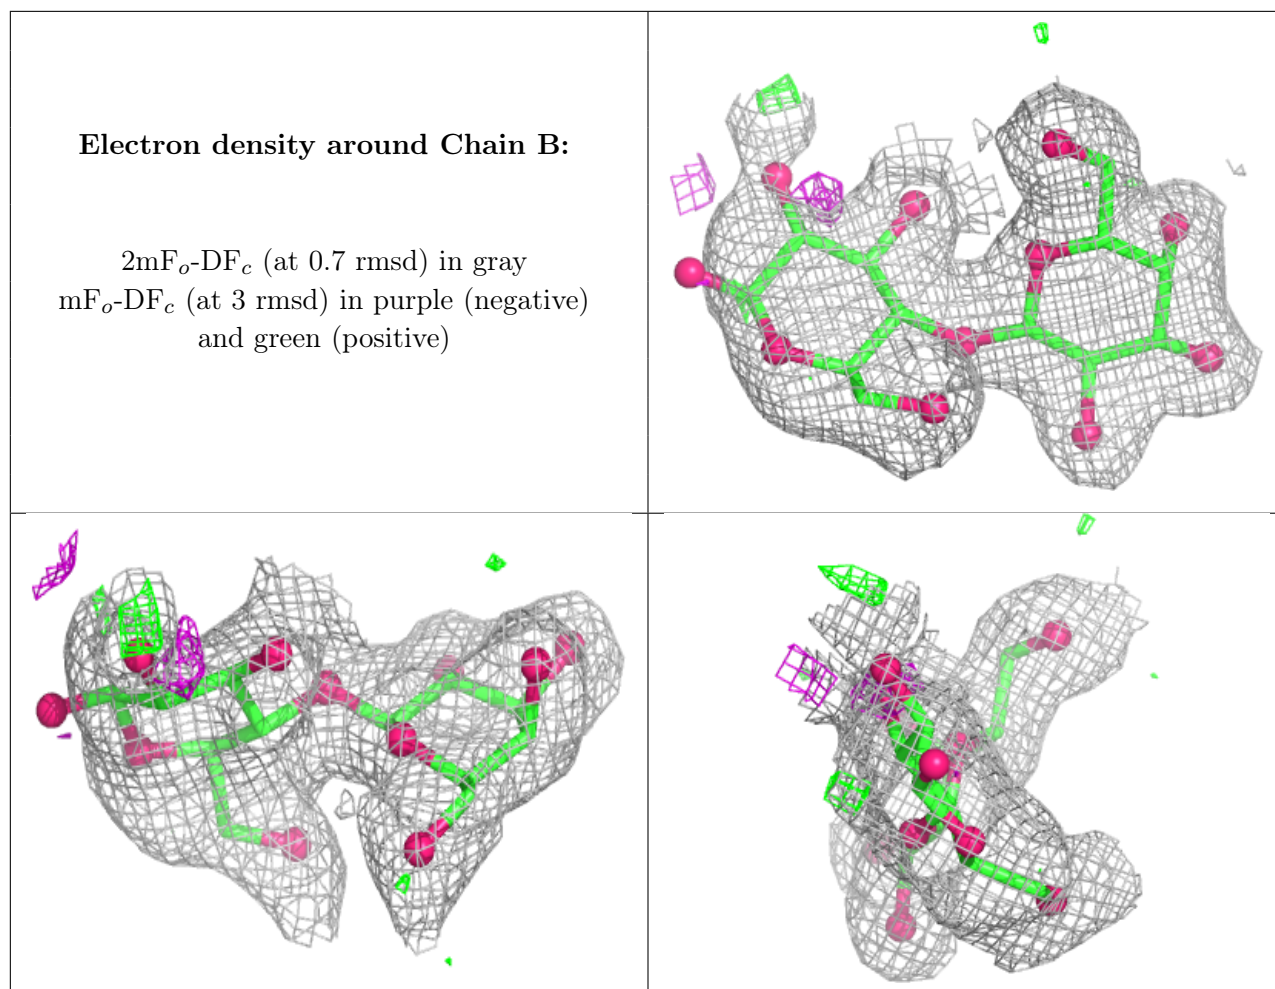 Electron density around Chain B:
2mFo-DFc (at 0.7 rmsd) in gray
mFo-DFc (at 3 rmsd) in purple (negative)
and green (positive)